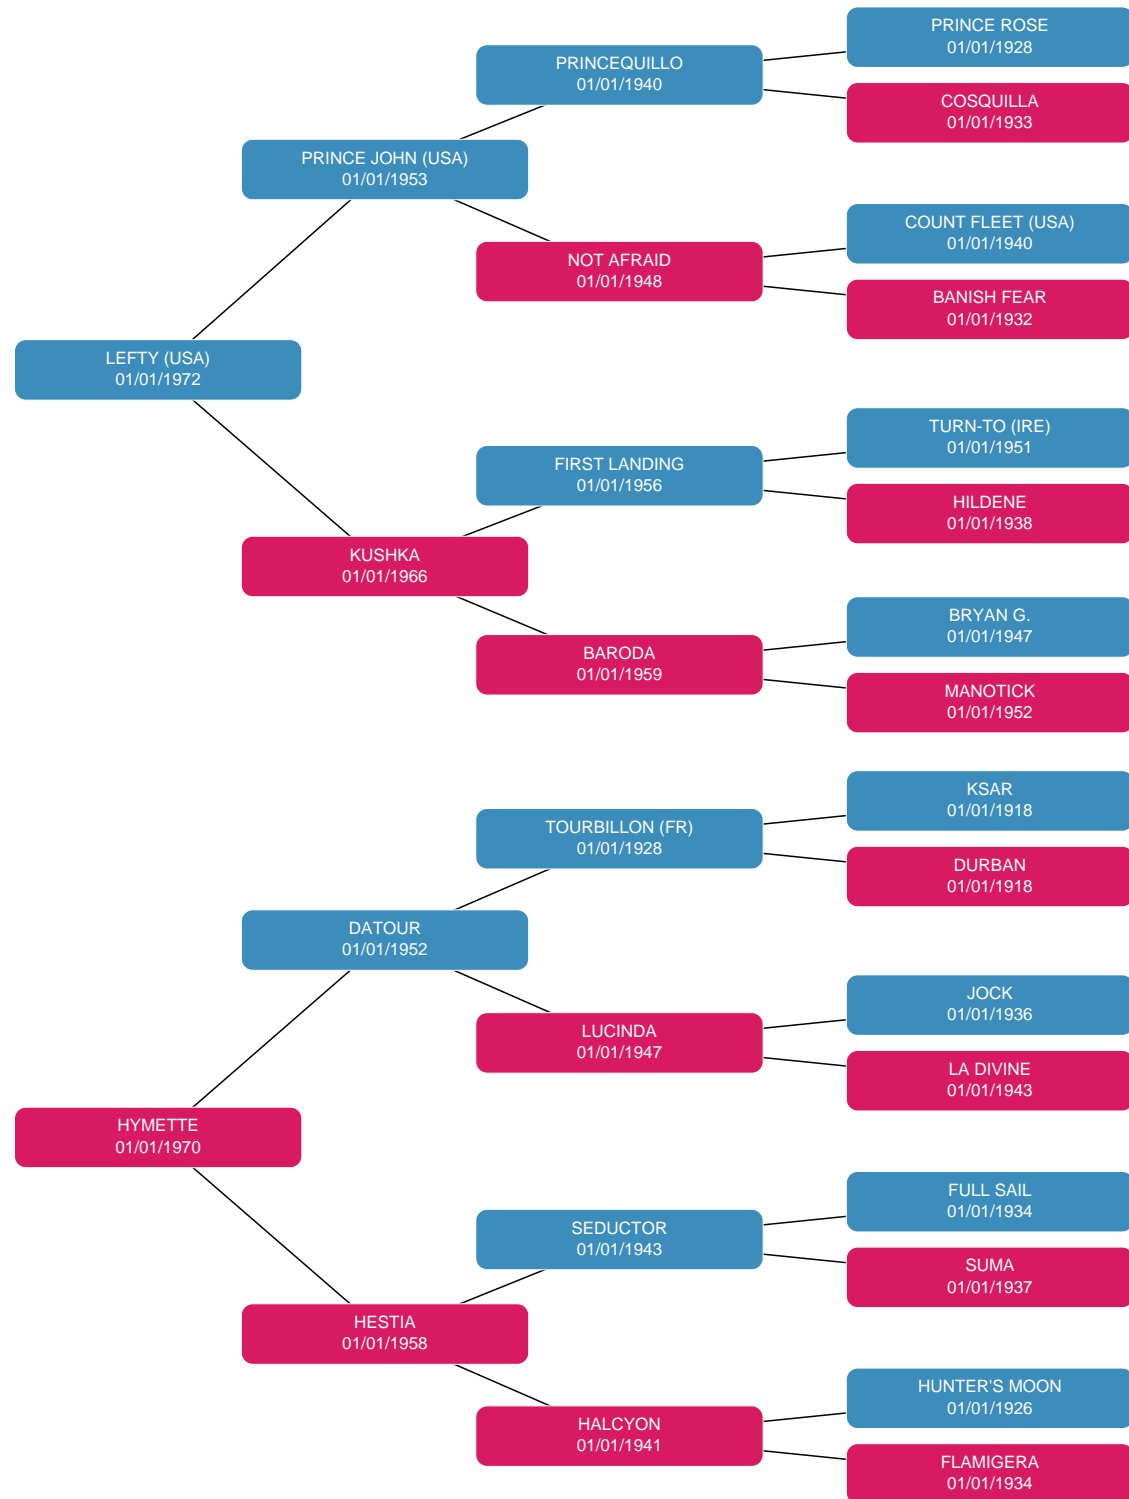 PRINCE ROSE
01/01/1928
PRINCEQUILLO
01/01/1940
COSQUILLA
01/01/1933
PRINCE JOHN (USA)
01/01/1953
COUNT FLEET (USA)
01/01/1940
NOT AFRAID
01/01/1948
BANISH FEAR
01/01/1932
LEFTY (USA)
01/01/1972
TURN-TO (IRE)
01/01/1951
FIRST LANDING
01/01/1956
HILDENE
01/01/1938
KUSHKA
01/01/1966
BRYAN G.
01/01/1947
BARODA
01/01/1959
MANOTICK
01/01/1952
KSAR
01/01/1918
TOURBILLON (FR)
01/01/1928
DURBAN
01/01/1918
DATOUR
01/01/1952
JOCK
01/01/1936
LUCINDA
01/01/1947
LA DIVINE
01/01/1943
HYMETTE
01/01/1970
FULL SAIL
01/01/1934
SEDUCTOR
01/01/1943
SUMA
01/01/1937
HESTIA
01/01/1958
HUNTER'S MOON
01/01/1926
HALCYON
01/01/1941
FLAMIGERA
01/01/1934